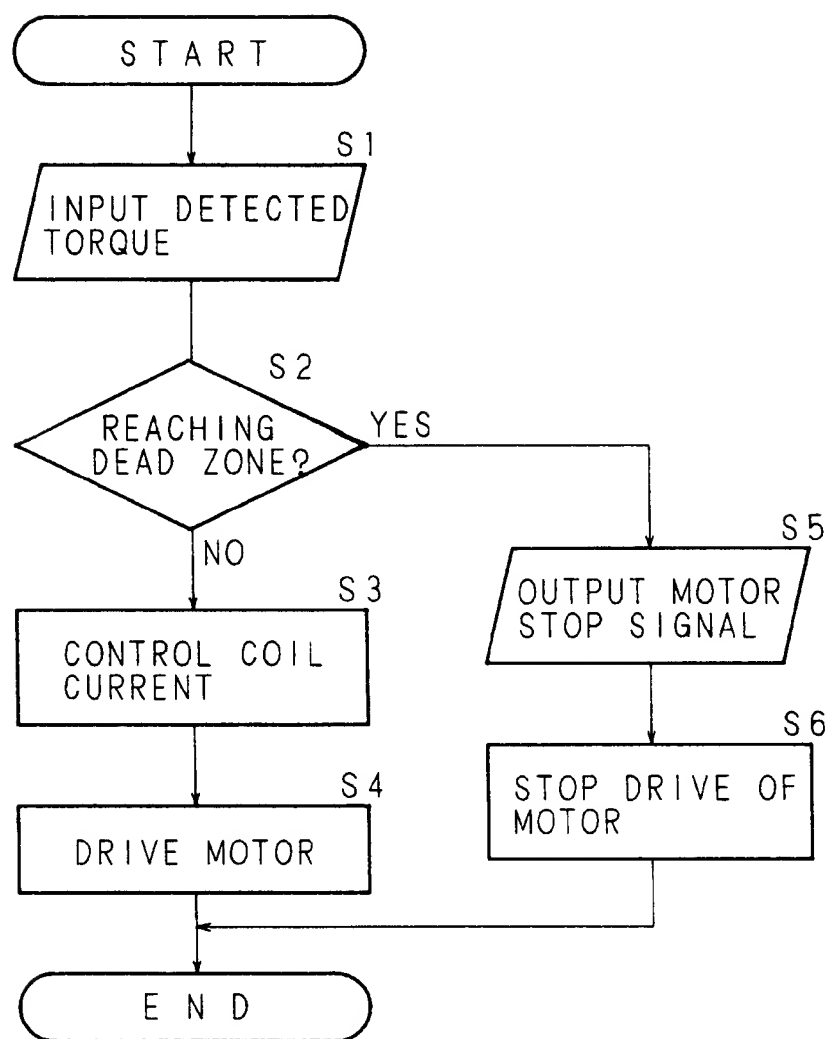 START
S1
INPUT DETECTED
TORQUE
S2
REACHING
DEAD ZONE?
YES
NO
S3
CONTROL COIL
CURRENT
S4
DRIVE MOTOR
S5
OUTPUT MOTOR
STOP SIGNAL
S6
STOP DRIVE OF
MOTOR
END